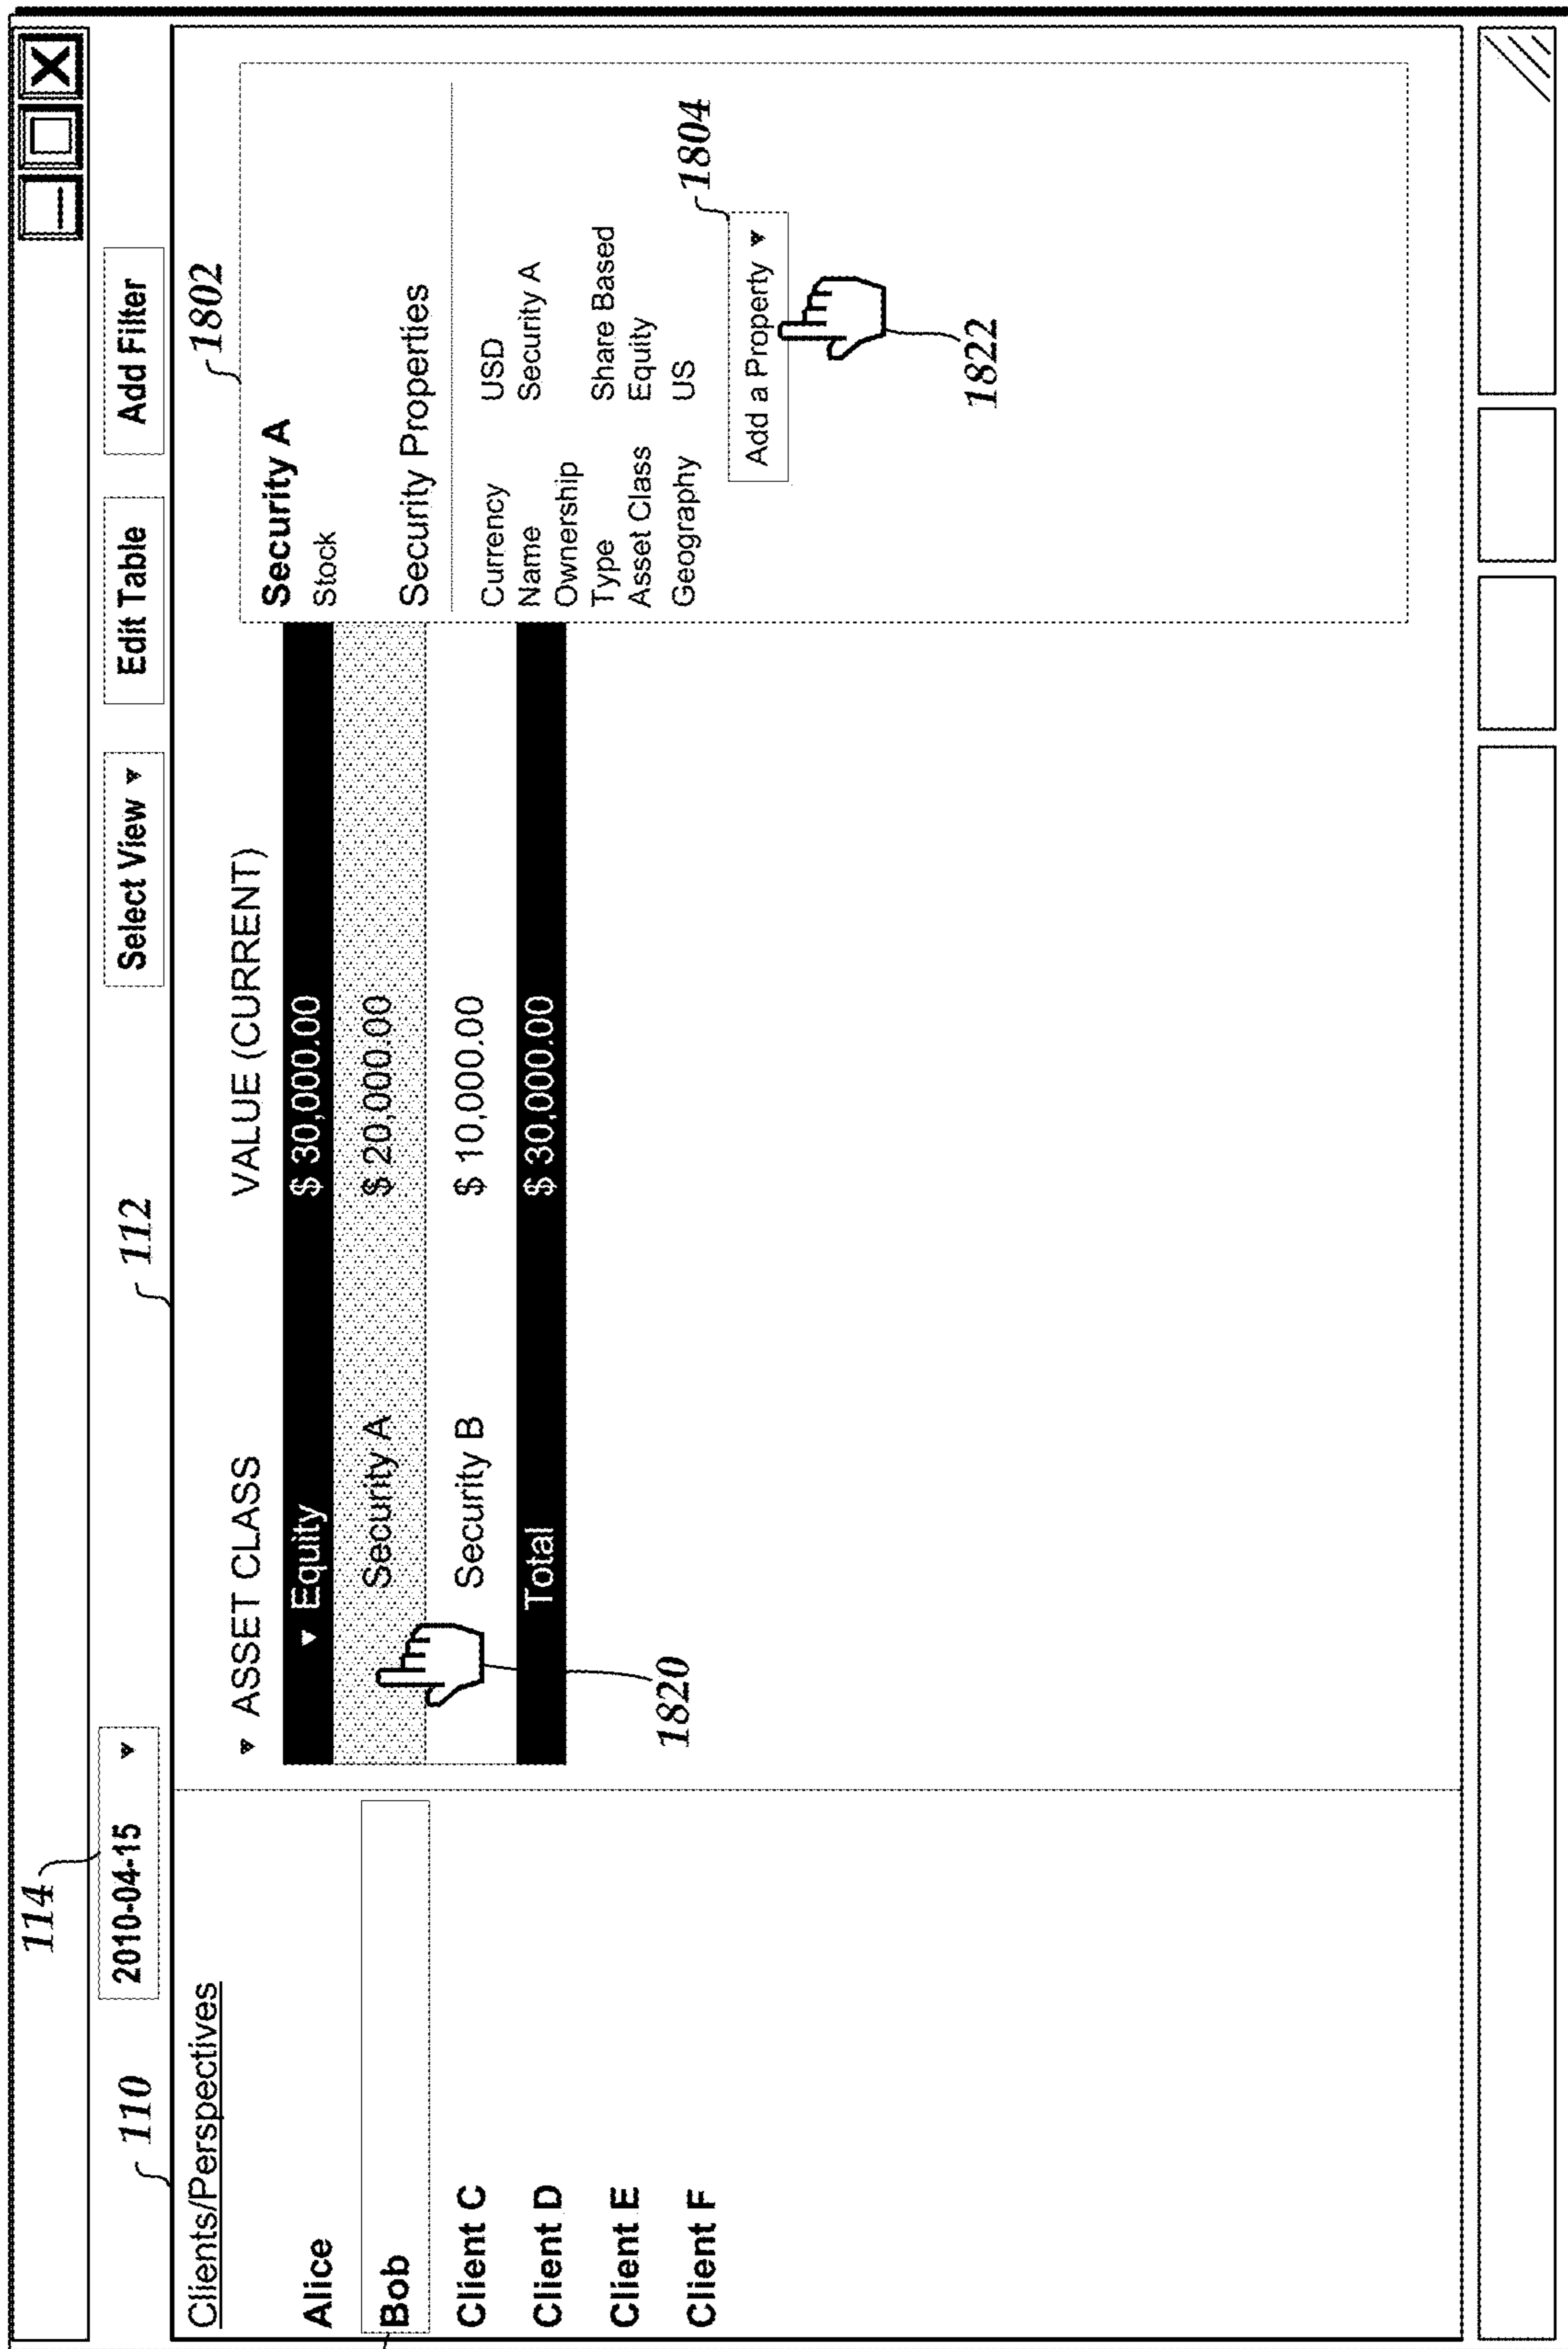 114
2010-04-15
Select View
Edit Table
Add Filter
110
112
1802
Clients/Perspectives
Alice
Bob
Client C
Client D
Client E
Client F
ASSET CLASS VALUE (CURRENT)
Equity $ 30,000.00
Security A $ 20,000.00
Security B $ 10,000.00
Total $ 30,000.00
1820
Security A
Stock
Security Properties
Currency USD
Name Security A
Ownership
Type Share Based
Asset Class Equity
Geography US
1804
Add a Property
1822